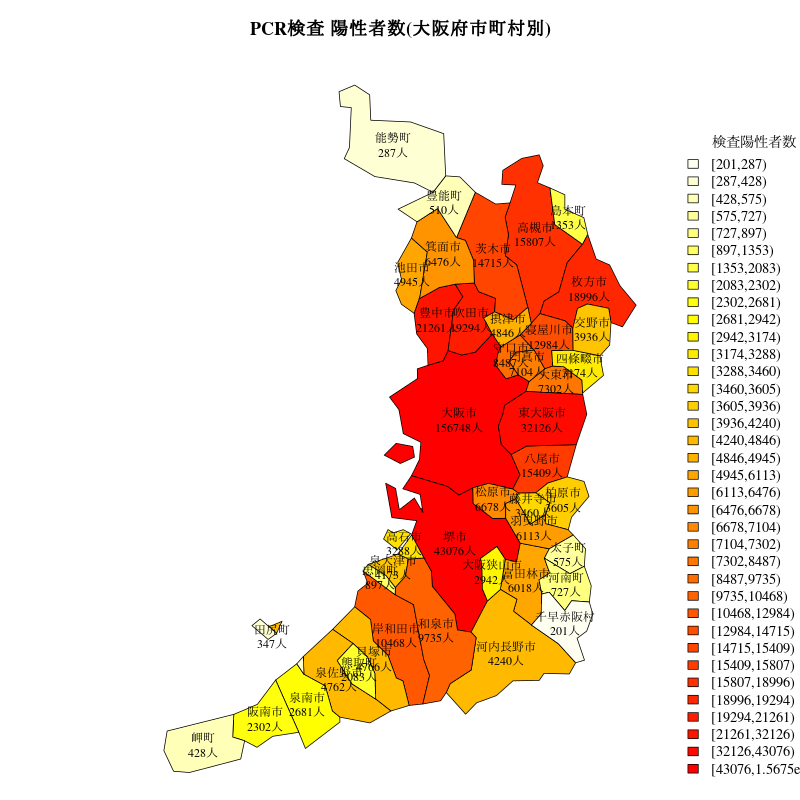 PCR検査 陽性者数(大阪府市町村別)
能勢町
287人
豊能町
510人
島本町
1353人
高槻市
15807人
茨木市
14715人
箕面市
6476人
池田市
4945人
枚方市
18996人
豊中市
21261人
吹田市
19294人
摂津市
4846人
交野市
3936人
寝屋川市
12984人
守口市
8487人
門真市
7104人
四條畷市
3174人
大東市
7302人
大阪市
156748人
東大阪市
32126人
八尾市
15409人
松原市
6678人
藤井寺市
3460人
柏原市
3605人
羽曳野市
6113人
高石市
3288人
堺市
43076人
太子町
575人
泉大津市
4173人
忠岡町
897人
大阪狭山市
2942人
富田林市
6018人
河南町
727人
千早赤阪村
201人
田尻町
347人
岸和田市
10468人
和泉市
9735人
河内長野市
4240人
貝塚市
4766人
熊取町
2083人
泉佐野市
4762人
泉南市
2681人
阪南市
2302人
岬町
428人
検査陽性者数
[201,287)
[287,428)
[428,575)
[575,727)
[727,897)
[897,1353)
[1353,2083)
[2083,2302)
[2302,2681)
[2681,2942)
[2942,3174)
[3174,3288)
[3288,3460)
[3460,3605)
[3605,3936)
[3936,4240)
[4240,4846)
[4846,4945)
[4945,6113)
[6113,6476)
[6476,6678)
[6678,7104)
[7104,7302)
[7302,8487)
[8487,9735)
[9735,10468)
[10468,12984)
[12984,14715)
[14715,15409)
[15409,15807)
[15807,18996)
[18996,19294)
[19294,21261)
[21261,32126)
[32126,43076)
[43076,1.5675e